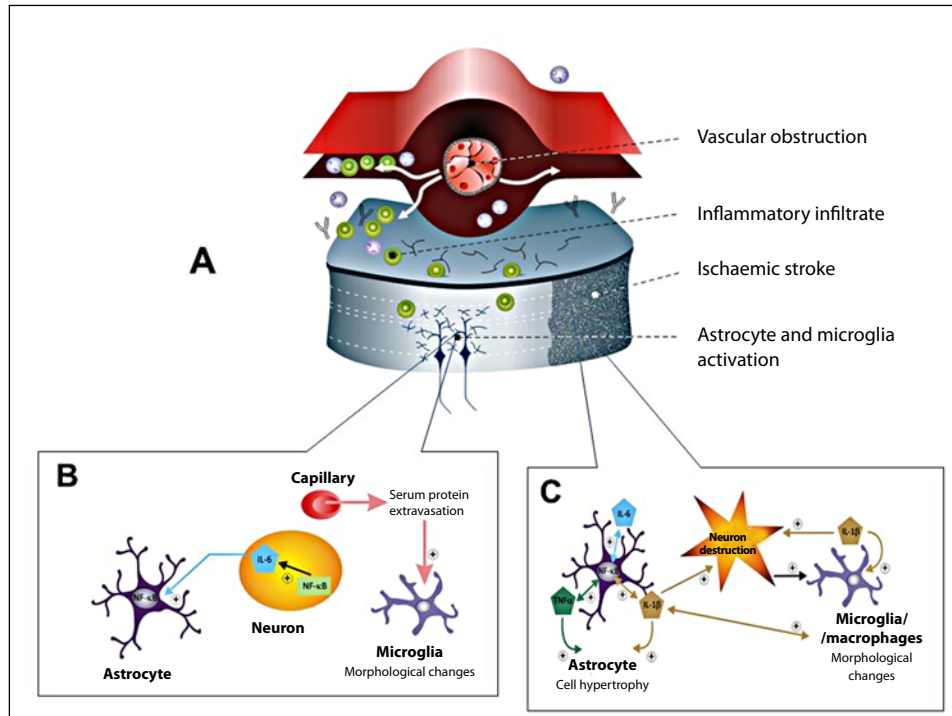 A
Vascular obstruction
Inflammatory infiltrate
Ischaemic stroke
Astrocyte and microglia
activation
B
Capillary
Serum protein
extravasation
IL-6
NF-κB
NF-κB
Neuron
Astrocyte
Microglia
Morphological changes
+
+
+
C
IL-6
Neuron
destruction
IL-1β
NF-κB
TNFα
IL-1β
Astrocyte
Cell hypertrophy
Microglia/
/macrophages
Morphological
changes
+
+
+
+
+
+
+
+
+
+